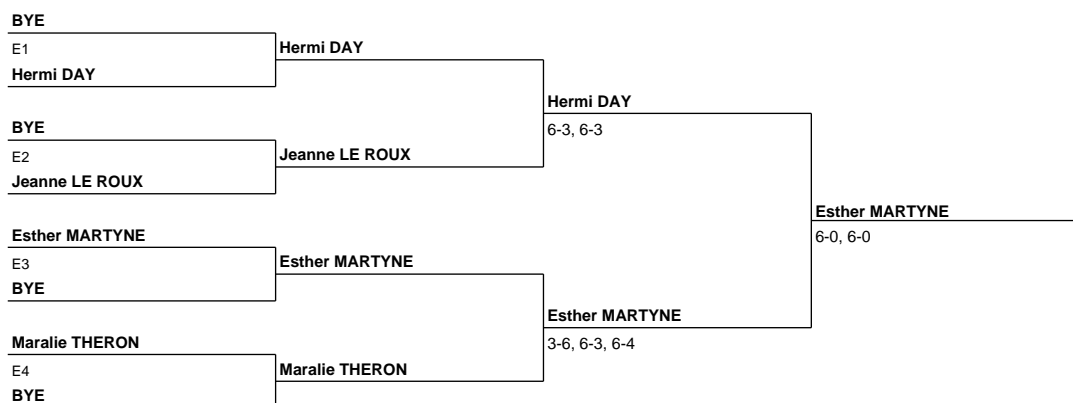 BYE
E1
Hermi DAY
Hermi DAY
BYE
E2
Jeanne LE ROUX
Jeanne LE ROUX
Hermi DAY
6-3, 6-3
Esther MARTYNE
E3
BYE
Esther MARTYNE
Maralie THERON
E4
BYE
Maralie THERON
Esther MARTYNE
3-6, 6-3, 6-4
Esther MARTYNE
6-0, 6-0